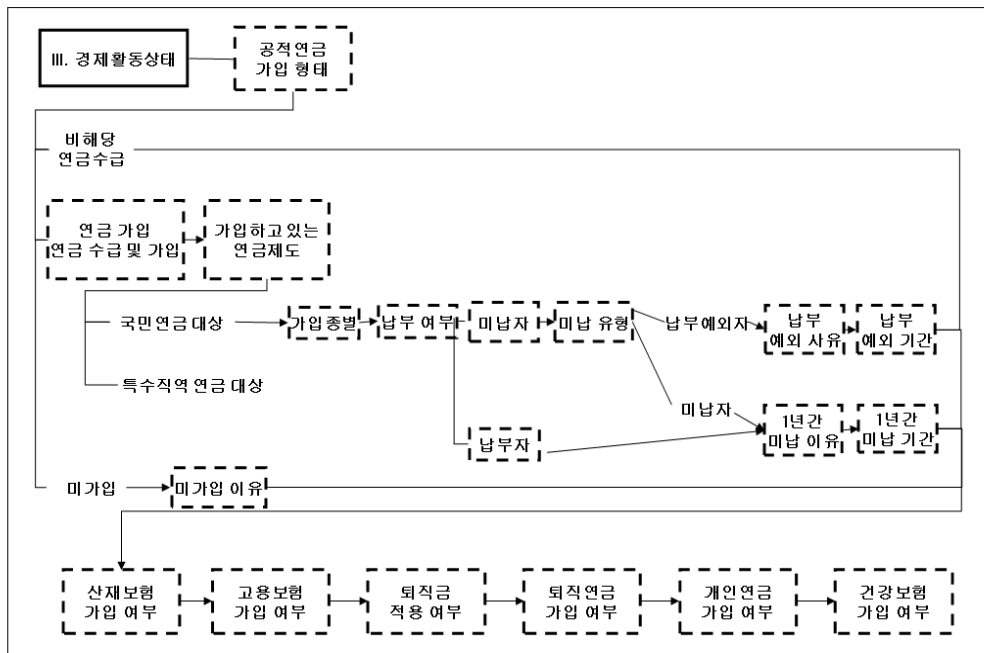 Ⅲ. 경제활동상태
공적연금
가입 형태
비해당
연금수급
연금 가입
연금 수급 및 가입
가입하고 있는
연금제도
국민연금 대상
가입종별
납부 여부
미납자
미납 유형
납부예외자
납부
예외 사유
납부
예외 기간
특수직역 연금 대상
미납자
납부자
1년간
미납 이유
1년간
미납 기간
미가입
미가입 이유
산재보험
가입 여부
고용보험
가입 여부
퇴직금
적용 여부
퇴직연금
가입 여부
개인연금
가입 여부
건강보험
가입 여부